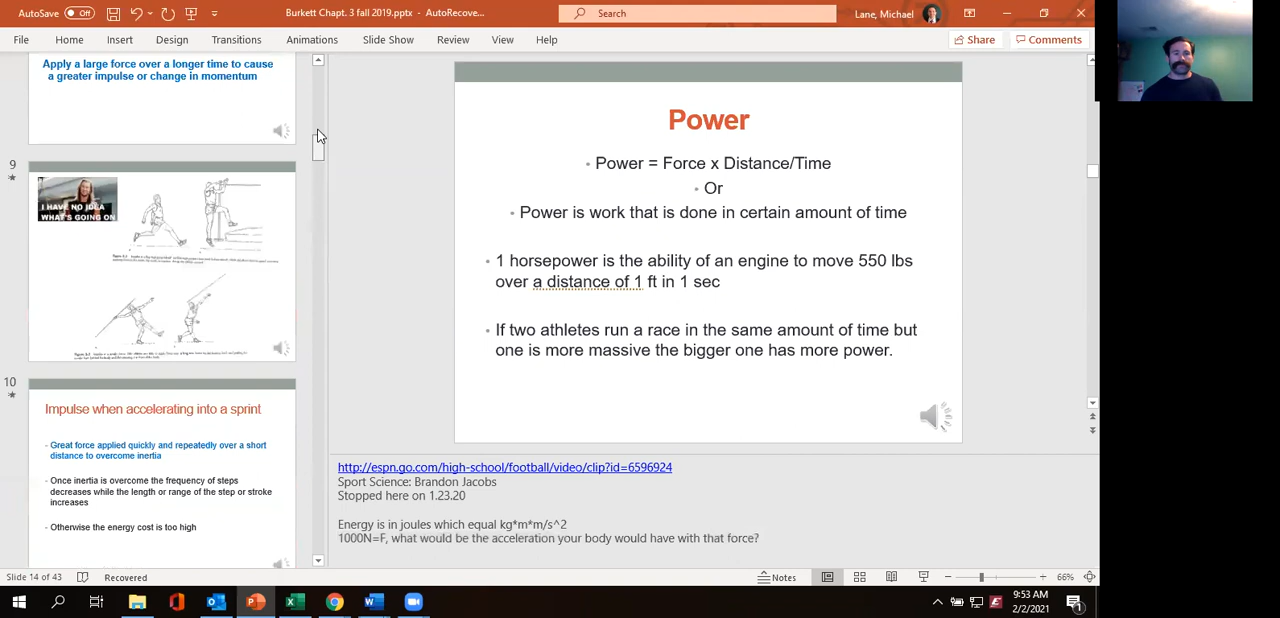 AutoSave
Off
Burkett Chapt. 3 fall 2019.pptx - AutoRecove...
Search
Lane, Michael
File
Home
Insert
Design
Transitions
Animations
Slide Show
Review
View
Help
Share
Comments
Apply a large force over a longer time to cause
a greater impulse or change in momentum
9
I HAVE NO IDEA
WHAT'S GOING ON
10
Impulse when accelerating into a sprint
- Great force applied quickly and repeatedly over a short
distance to overcome inertia
- Once inertia is overcome the frequency of steps
decreases while the length or range of the step or stroke
increases
- Otherwise the energy cost is too high
Power
• Power = Force x Distance/Time
• Or
• Power is work that is done in certain amount of time
• 1 horsepower is the ability of an engine to move 550 lbs
over a distance of 1 ft in 1 sec
• If two athletes run a race in the same amount of time but
one is more massive the bigger one has more power.
http://espn.go.com/high-school/football/video/clip?id=6596924
Sport Science: Brandon Jacobs
Stopped here on 1.23.20
Energy is in joules which equal kg*m*m/s^2
1000N=F, what would be the acceleration your body would have with that force?
Slide 14 of 43
Recovered
Notes
66%
9:53 AM
2/2/2021
1